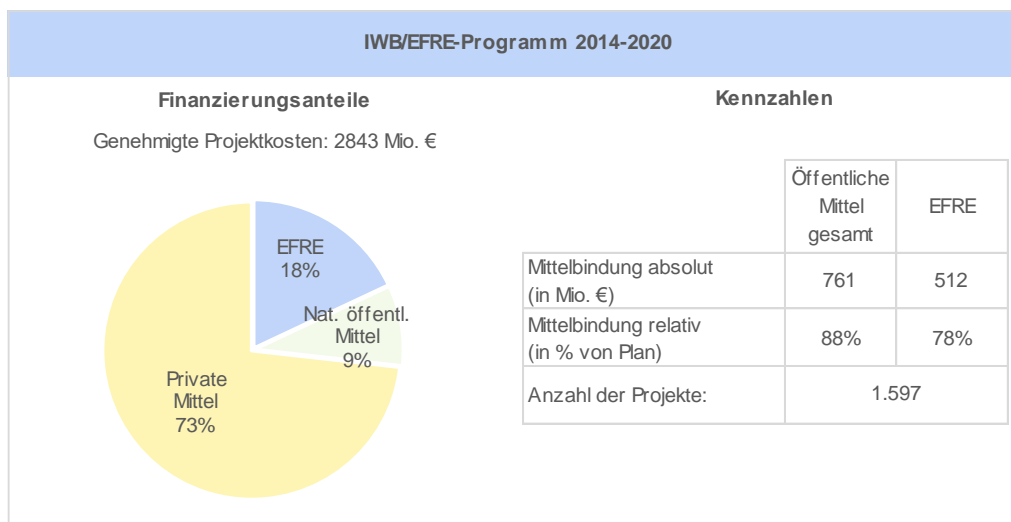 IWB/EFRE-Programm 2014-2020
Finanzierungsanteile
Genehmigte Projektkosten: 2843 Mio. €
EFRE
18%
Nat. öffentl.
Mittel
9%
Private
Mittel
73%
Kennzahlen
Öffentliche
Mittel
gesamt
EFRE
Mittelbindung absolut
(in Mio. €)
761
512
Mittelbindung relativ
(in % von Plan)
88%
78%
Anzahl der Projekte:
1.597